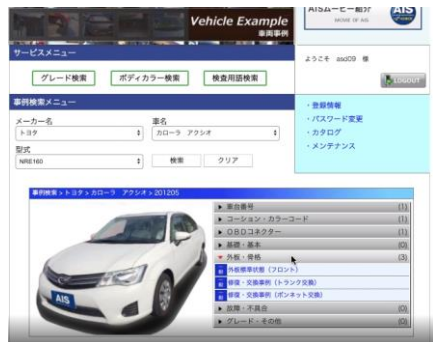 Vehicle Example
車両事例
AISムービー紹介
MOVIE OF AIS
AIS
サービスメニュー
グレード検索
ボディカラー検索
検査用語検索
ようこそ asd09 様
LOGOUT
事例検索メニュー
メーカー名
車名
トヨタ
カローラ アクシオ
型式
NRE160
検索
クリア
・登録情報
・パスワード変更
・カタログ
・メンテナンス
事例検索 > トヨタ > カローラ アクシオ > 201205
▶ 車台番号 (1)
▶ コーション・カラーコード (1)
▶ OBDコネクター (1)
▶ 基礎・基本 (0)
▼ 外板・骨格 (3)
外板標準状態 (フロント)
修復・交換事例 (トランク交換)
修復・交換事例 (ボンネット交換)
▶ 故障・不具合 (0)
▶ グレード・その他 (0)
AIS